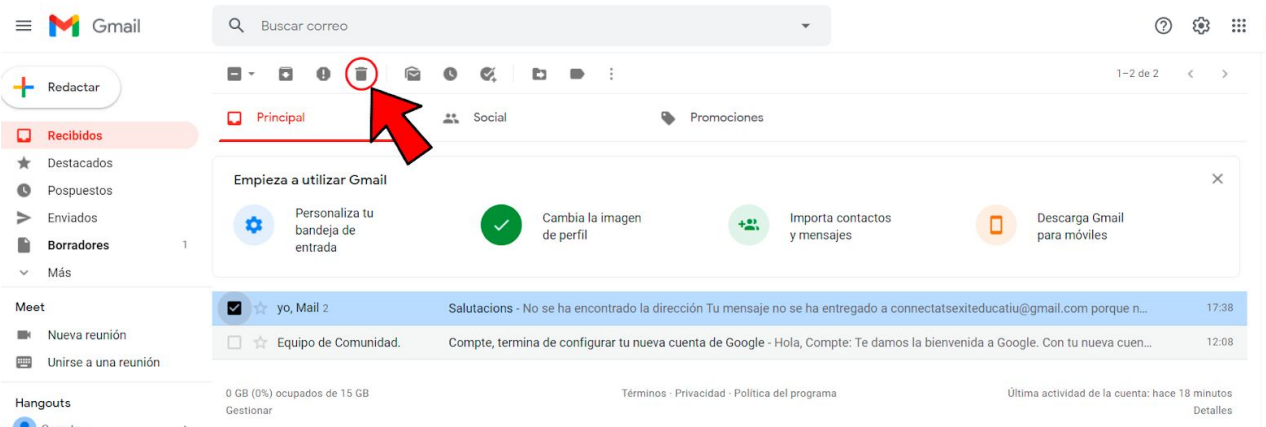 Gmail
Buscar correo
Redactar
1–2 de 2
Recibidos
Destacados
Pospuestos
Enviados
Borradores 1
Más
Meet
Nueva reunión
Unirse a una reunión
Hangouts
Principal
Social
Promociones
Empieza a utilizar Gmail
Personaliza tu
bandeja de
entrada
Cambia la imagen
de perfil
Importa contactos
y mensajes
Descarga Gmail
para móviles
yo, Mail 2 Salutacions - No se ha encontrado la dirección Tu mensaje no se ha entregado a connectatsexiteducatiu@gmail.com porque n... 17:38
Equipo de Comunidad. Compte, termina de configurar tu nueva cuenta de Google - Hola, Compte: Te damos la bienvenida a Google. Con tu nueva cuen... 12:08
0 GB (0%) ocupados de 15 GB
Gestionar
Términos · Privacidad · Política del programa
Última actividad de la cuenta: hace 18 minutos
Detalles